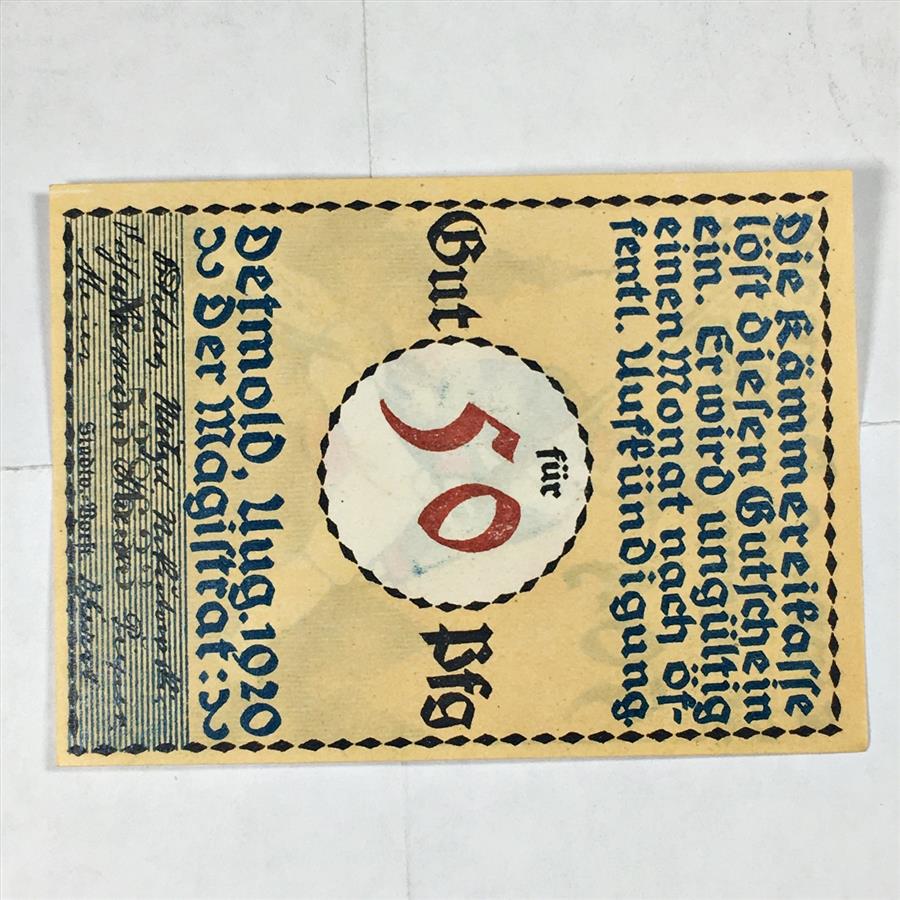 Die Kämmereikasse
löst diesen Gutschein
ein. Er wird ungültig
einen Monat nach öf-
fentl. Aufkündigung.
Gut für Pfg
50
Detmold, Aug. 1920
Der Magistrat: